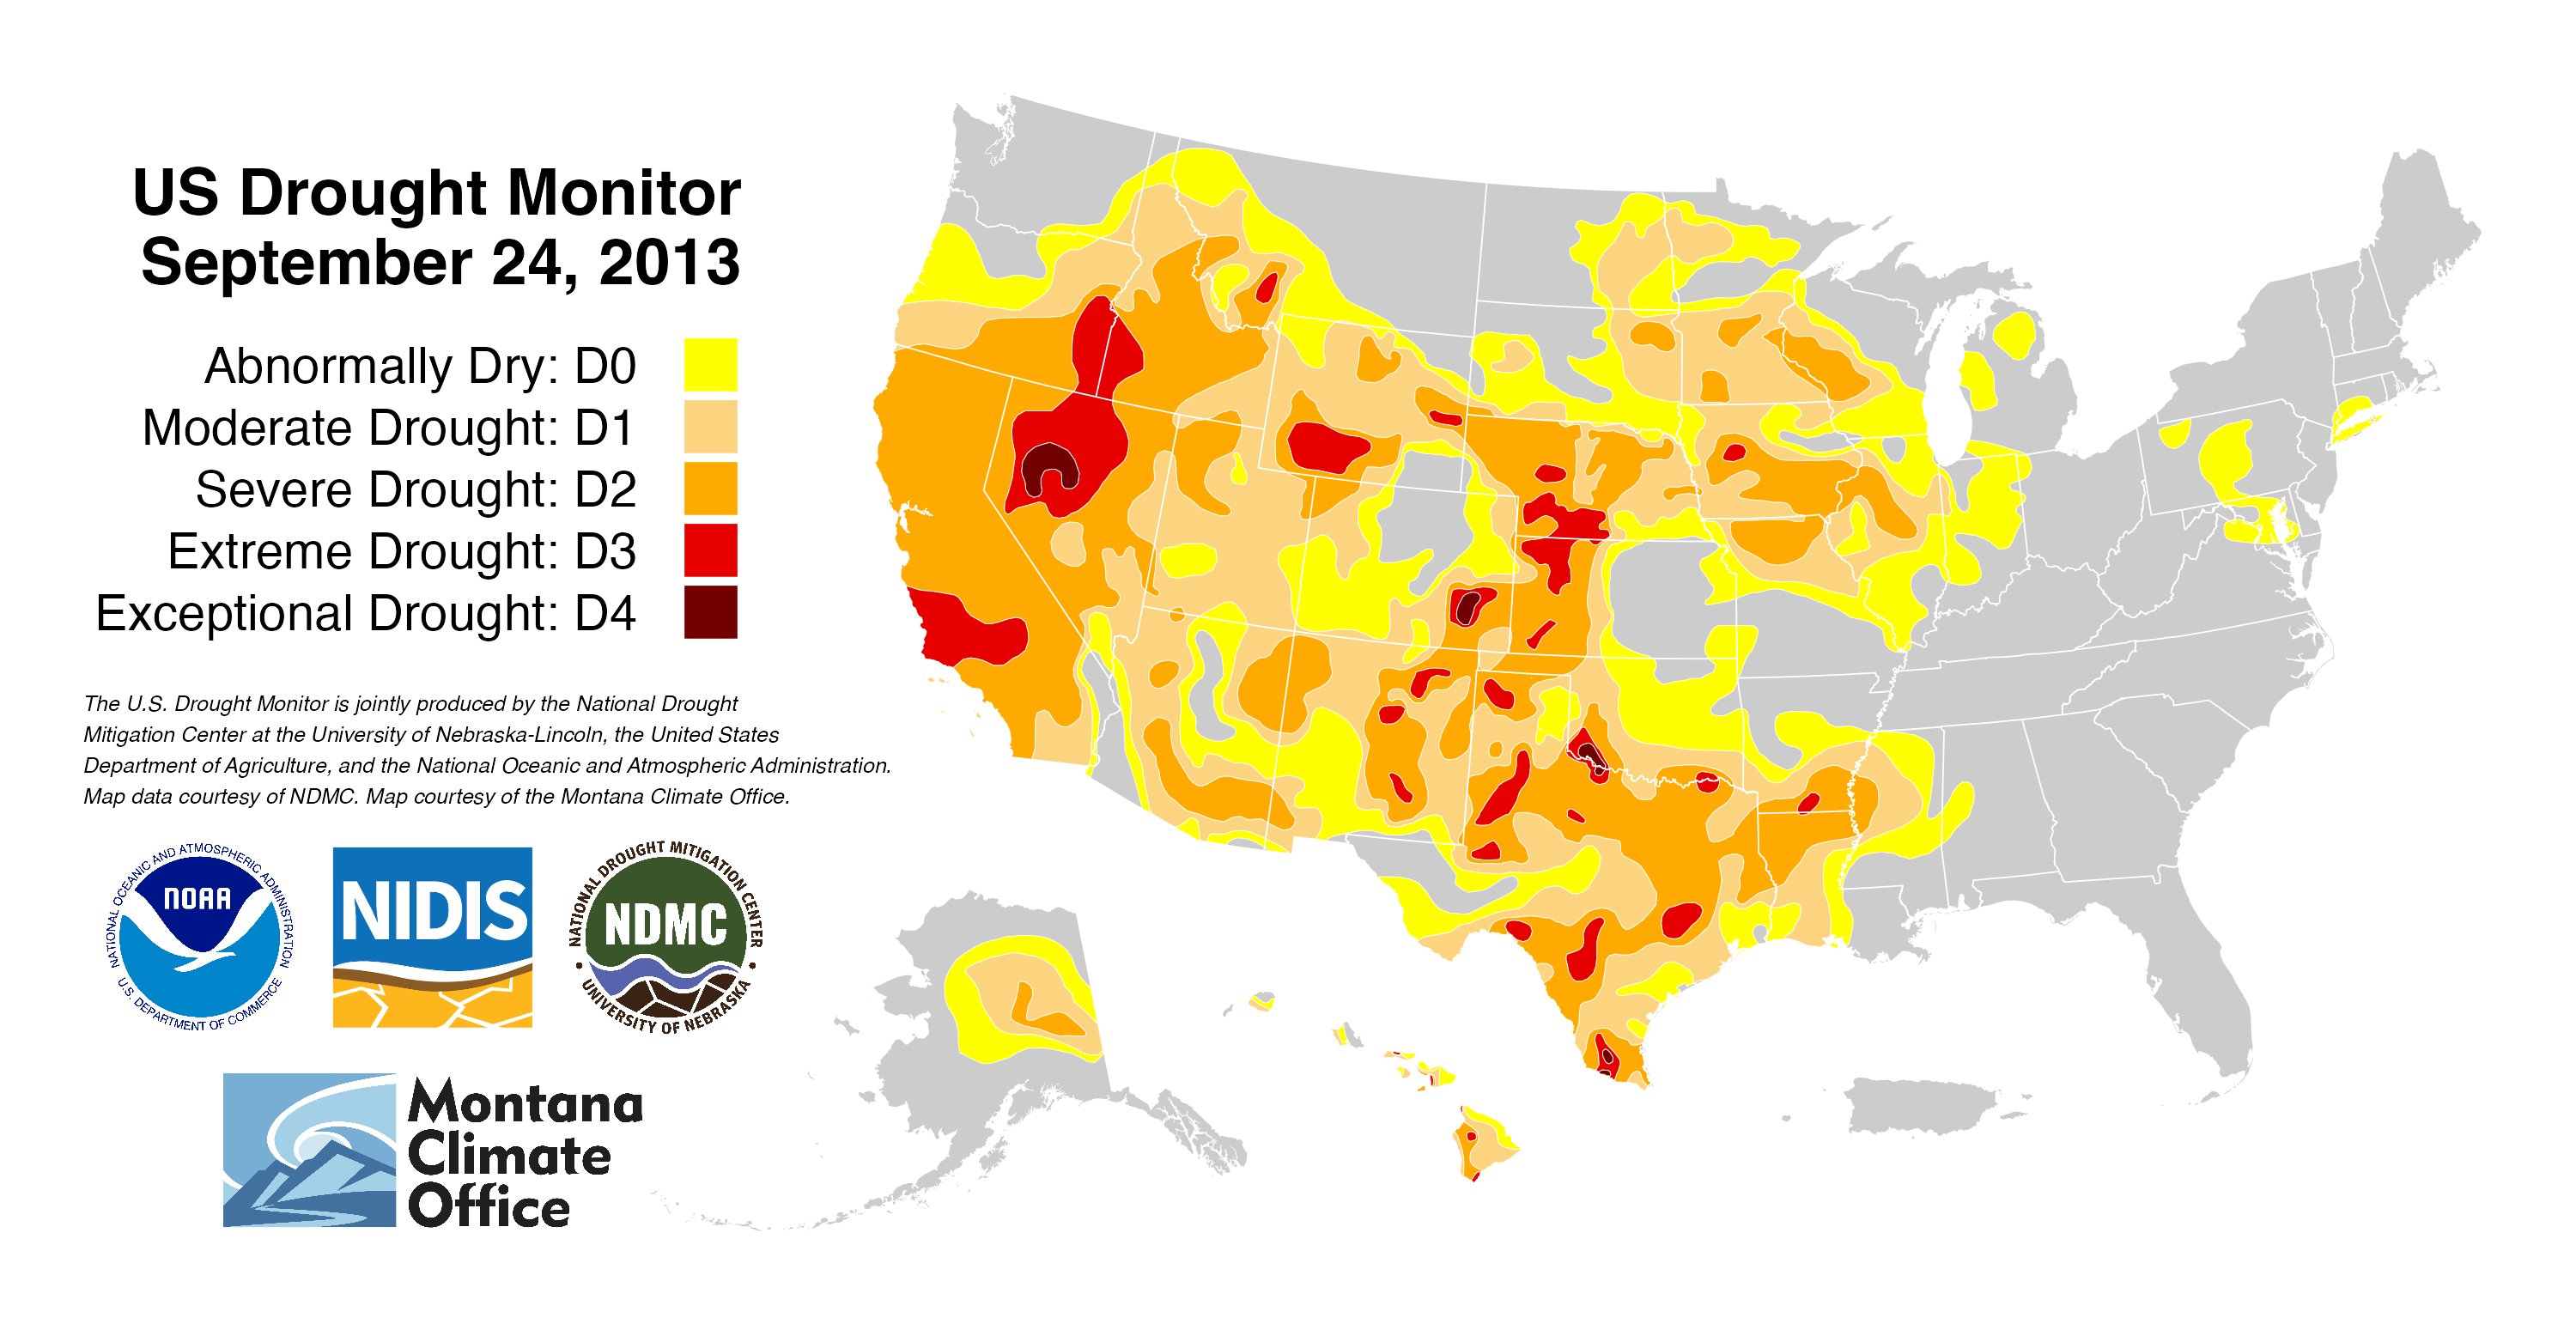 US Drought Monitor
September 24, 2013
Abnormally Dry: D0
Moderate Drought: D1
Severe Drought: D2
Extreme Drought: D3
Exceptional Drought: D4
The U.S. Drought Monitor is jointly produced by the National Drought
Mitigation Center at the University of Nebraska-Lincoln, the United States
Department of Agriculture, and the National Oceanic and Atmospheric Administration.
Map data courtesy of NDMC. Map courtesy of the Montana Climate Office.
NATIONAL OCEANIC AND ATMOSPHERIC ADMINISTRATION
NOAA
U.S. DEPARTMENT OF COMMERCE
NIDIS
NATIONAL DROUGHT MITIGATION CENTER
NDMC
• UNIVERSITY OF NEBRASKA •
Montana
Climate
Office